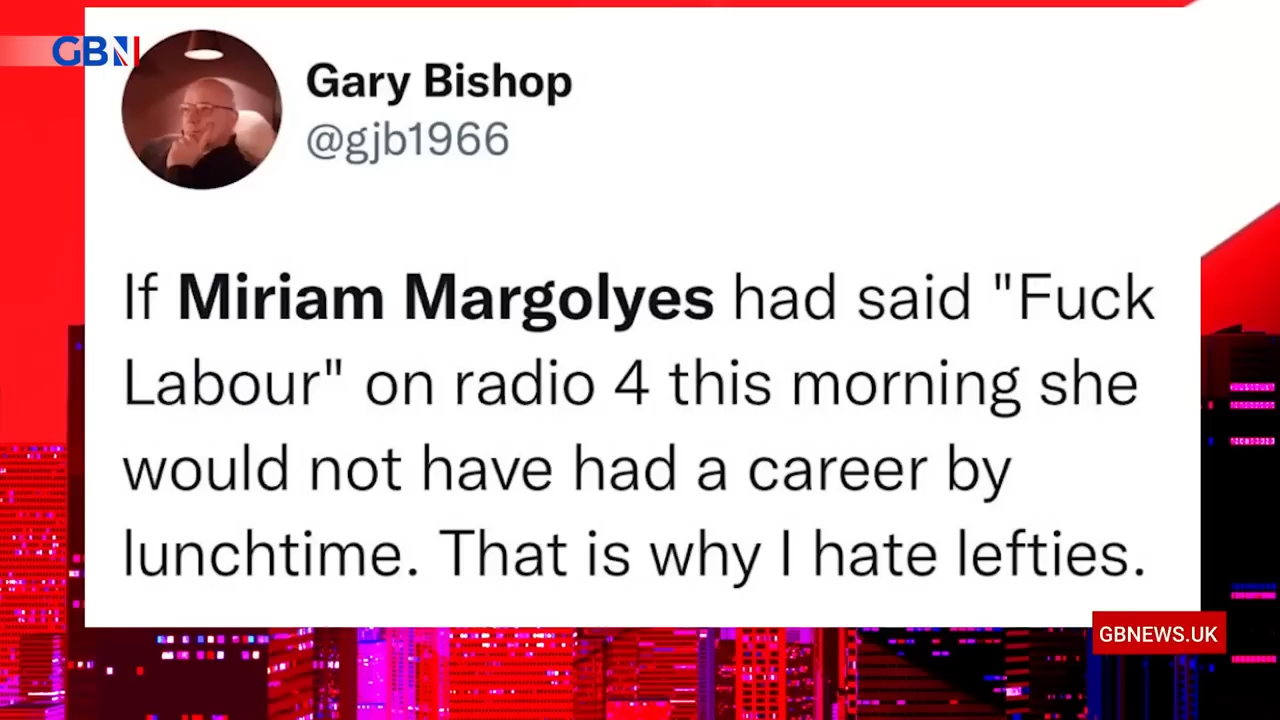 GBN
Gary Bishop
@gjb1966
If Miriam Margolyes had said "Fuck
Labour" on radio 4 this morning she
would not have had a career by
lunchtime. That is why I hate lefties.
GBNEWS.UK